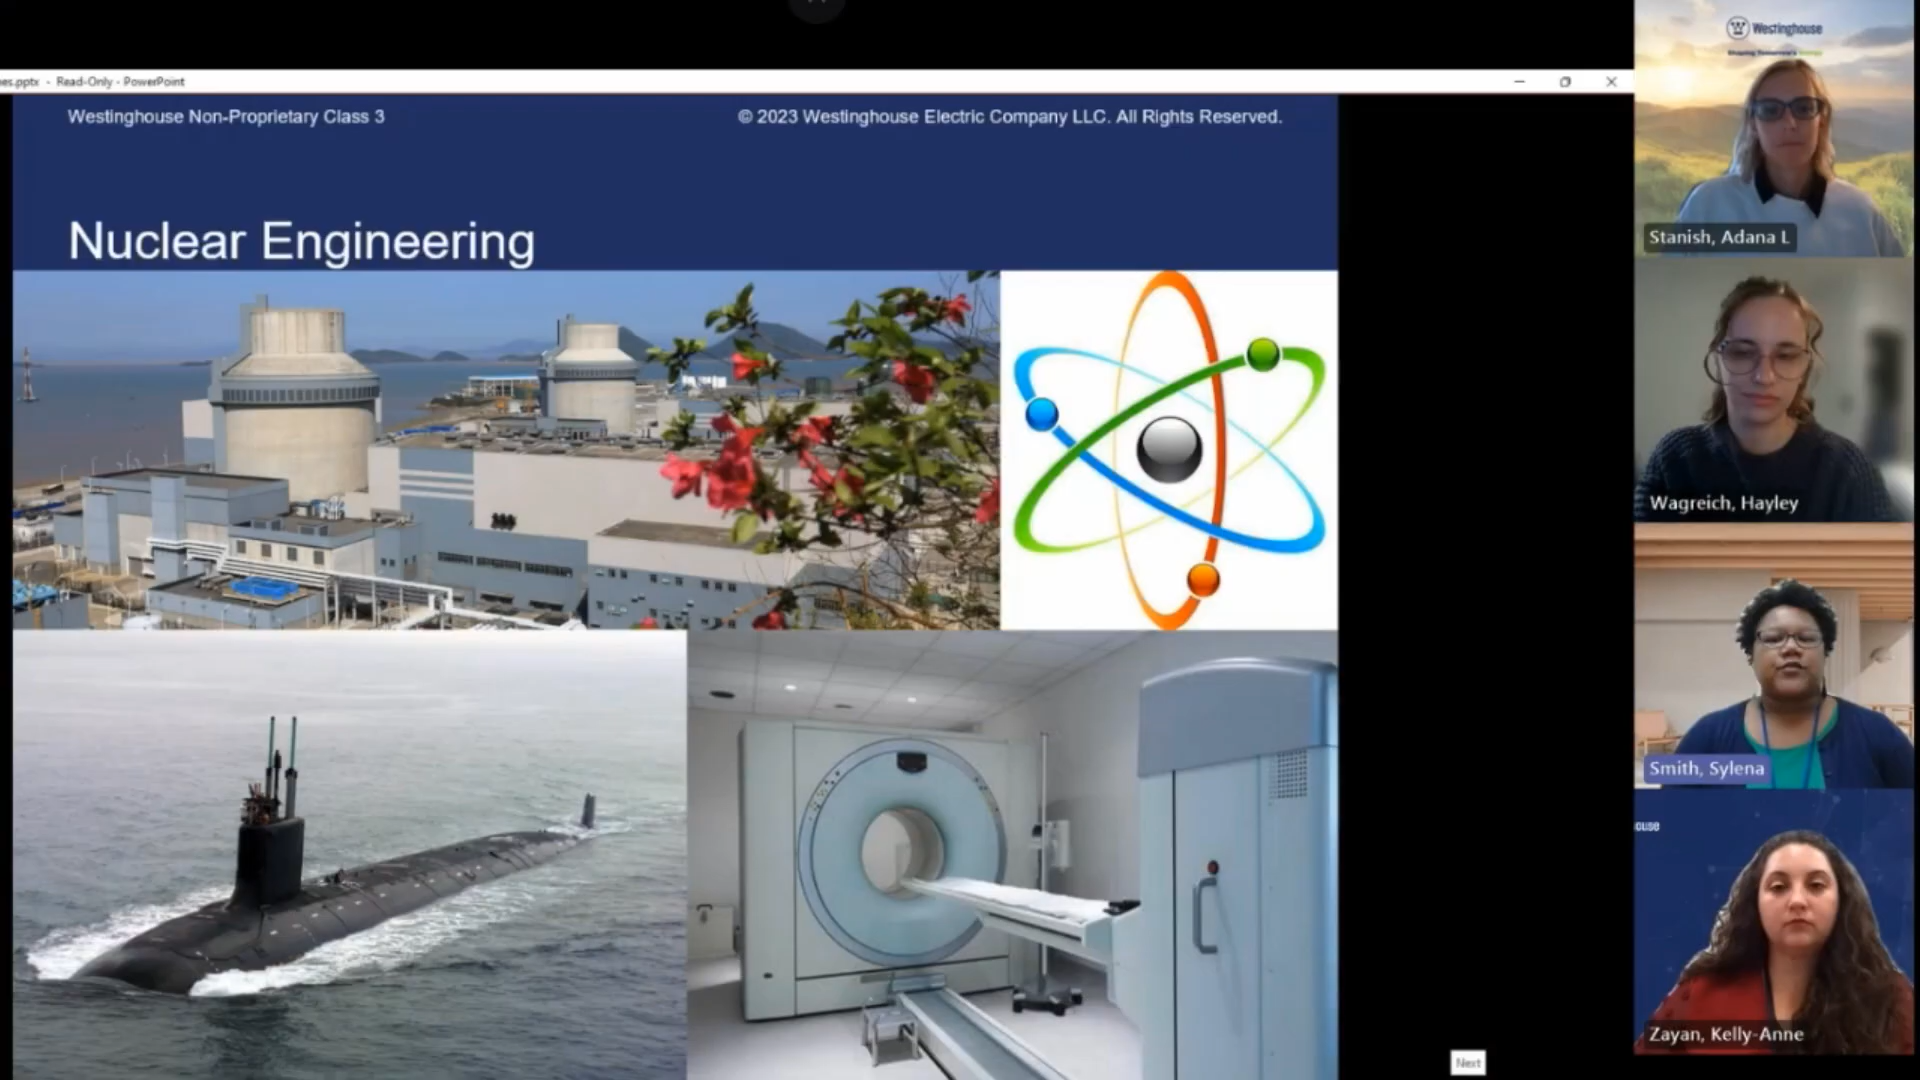 es.pptx - Read-Only - PowerPoint
Westinghouse Non-Proprietary Class 3
© 2023 Westinghouse Electric Company LLC. All Rights Reserved.
Nuclear Engineering
Next
Westinghouse
Shaping Tomorrow's Energy
Stanish, Adana L
Wagreich, Hayley
Smith, Sylena
ouse
Zayan, Kelly-Anne